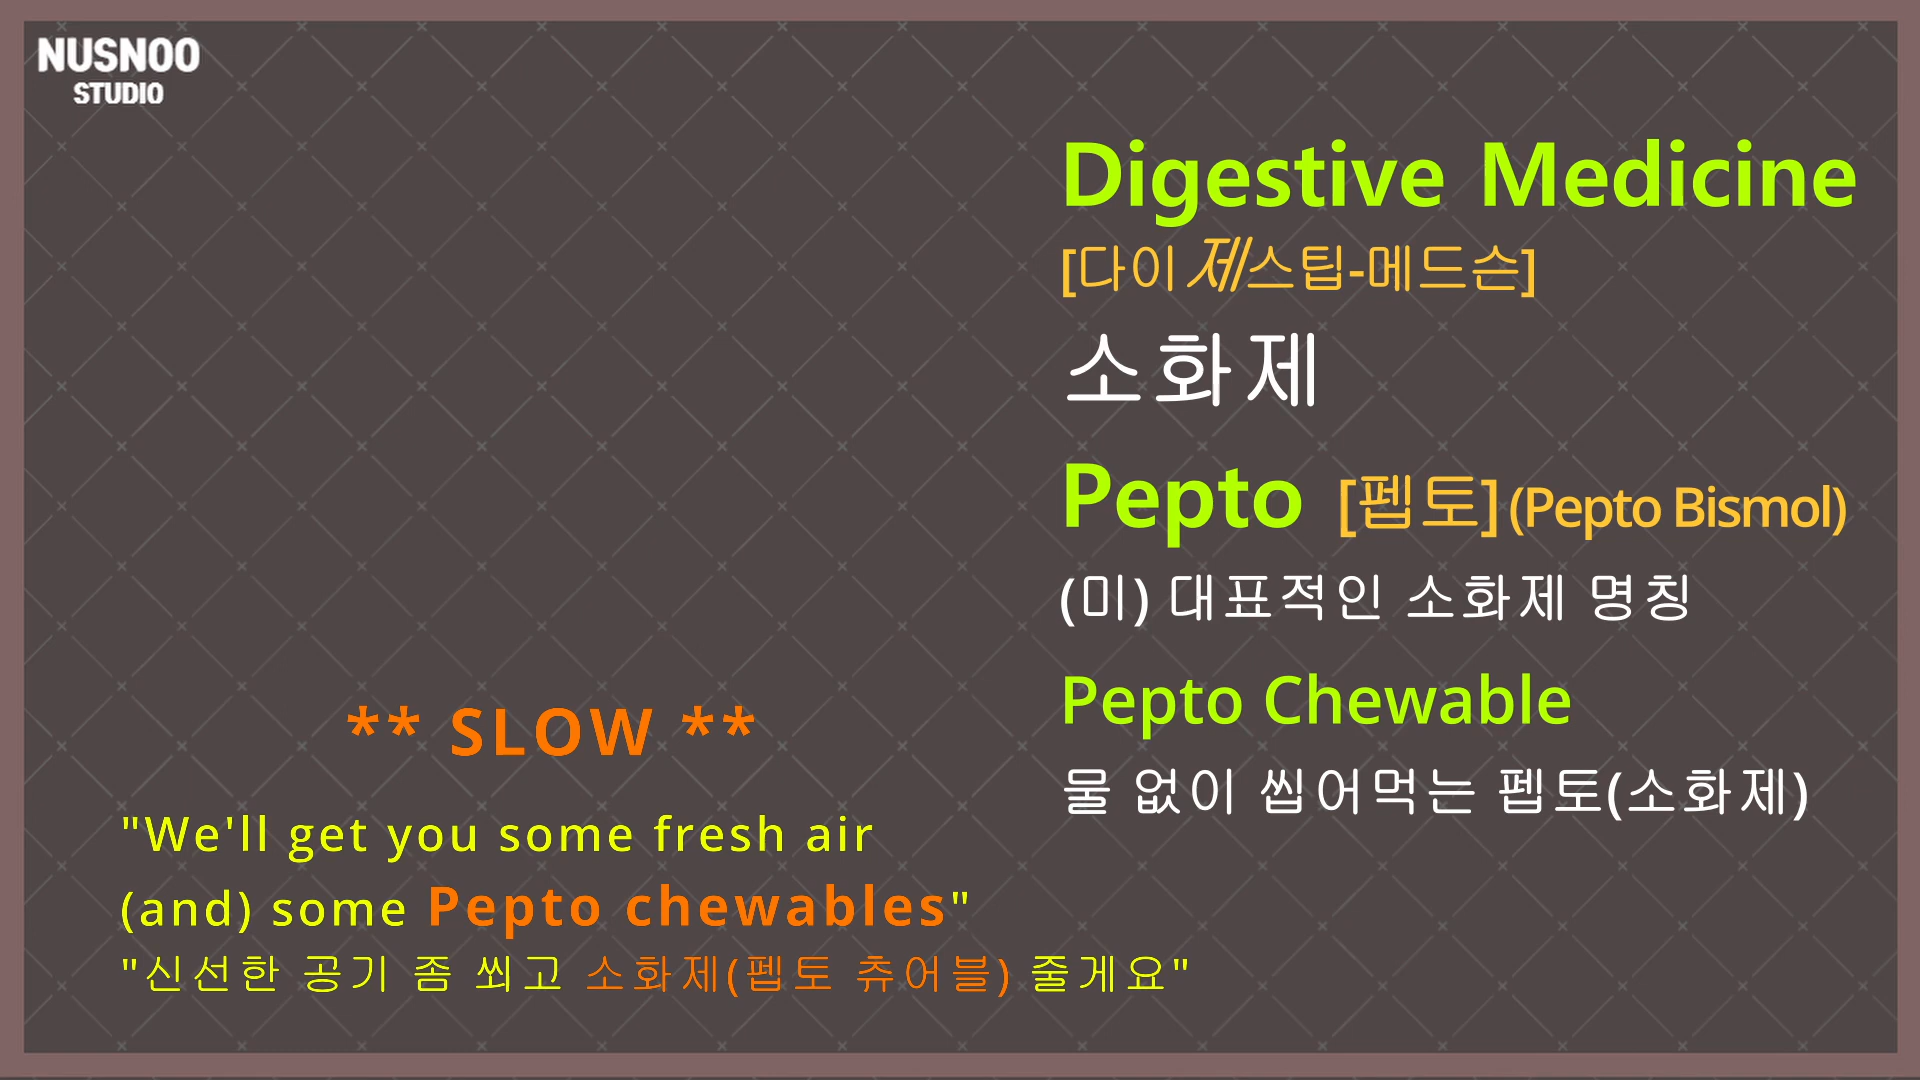 NUSNOO
STUDIO
Digestive Medicine
[다이제스팁-메드슨]
소화제
Pepto [펩토] (Pepto Bismol)
(미) 대표적인 소화제 명칭
Pepto Chewable
물 없이 씹어먹는 펩토(소화제)
** SLOW **
"We'll get you some fresh air
(and) some Pepto chewables"
"신선한 공기 좀 쐬고 소화제(펩토 츄어블) 줄게요"